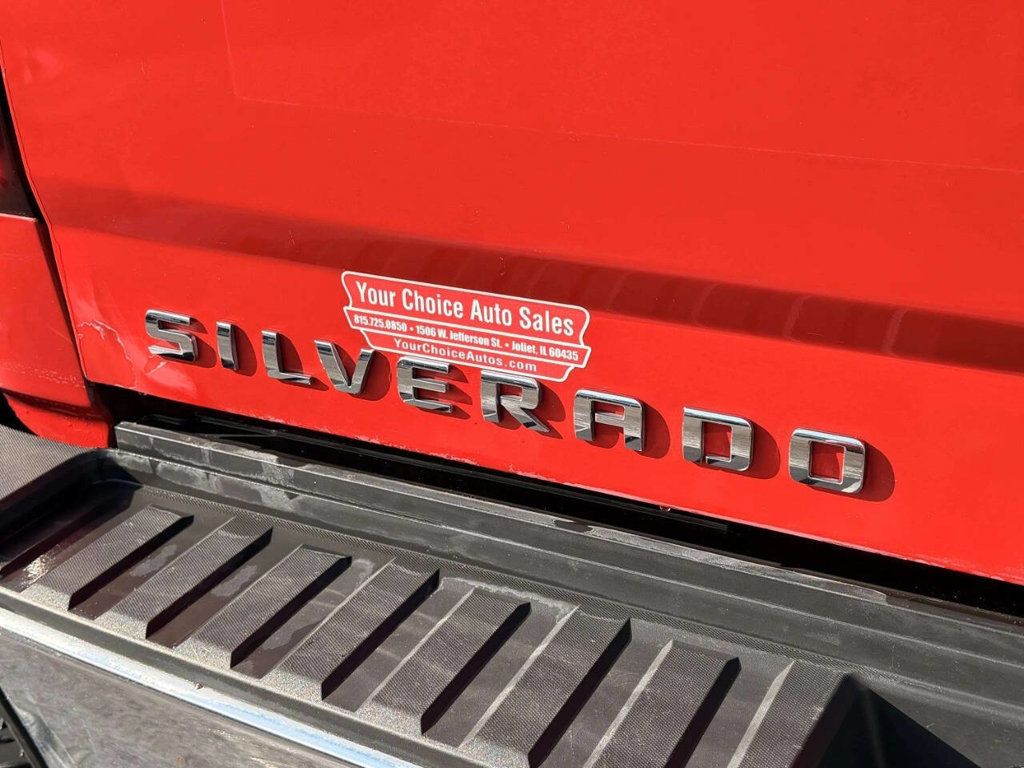 Your Choice Auto Sales
815.725.0850 • 1506 W. Jefferson St. • Joliet, IL 60435
YourChoiceAutos.com
SILVERADO